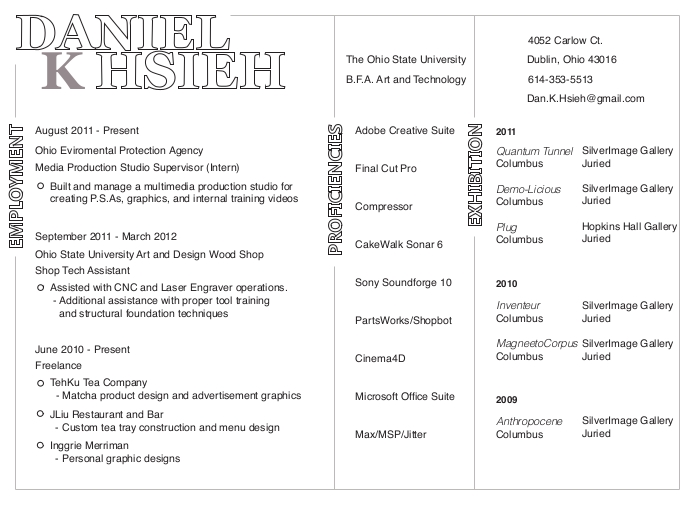 DANIEL
K HSIEH
The Ohio State University
B.F.A. Art and Technology
4052 Carlow Ct.
Dublin, Ohio 43016
614-353-5513
Dan.K.Hsieh@gmail.com
EMPLOYMENT
August 2011 - Present
Ohio Eviromental Protection Agency
Media Production Studio Supervisor (Intern)
Built and manage a multimedia production studio for
creating P.S.As, graphics, and internal training videos
September 2011 - March 2012
Ohio State University Art and Design Wood Shop
Shop Tech Assistant
Assisted with CNC and Laser Engraver operations.
- Additional assistance with proper tool training
and structural foundation techniques
June 2010 - Present
Freelance
TehKu Tea Company
- Matcha product design and advertisement graphics
JLiu Restaurant and Bar
- Custom tea tray construction and menu design
Inggrie Merriman
- Personal graphic designs
PROFICIENCIES
Adobe Creative Suite
Final Cut Pro
Compressor
CakeWalk Sonar 6
Sony Soundforge 10
PartsWorks/Shopbot
Cinema4D
Microsoft Office Suite
Max/MSP/Jitter
EXHIBITION
2011
Quantum Tunnel SilverImage Gallery
Columbus Juried
Demo-Licious SilverImage Gallery
Columbus Juried
Plug Hopkins Hall Gallery
Columbus Juried
2010
Inventeur SilverImage Gallery
Columbus Juried
MagneetoCorpus SilverImage Gallery
Columbus Juried
2009
Anthropocene SilverImage Gallery
Columbus Juried